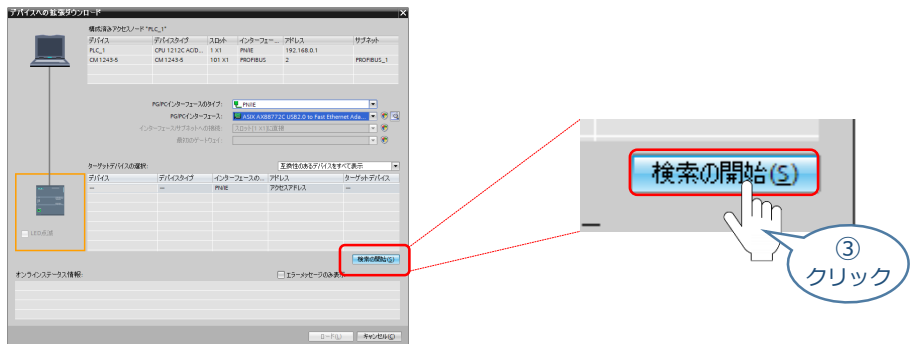 デバイスへの拡張ダウンロード
構成済みアクセスノード "PLC_1"
デバイス デバイスタイプ スロット インターフェー... アドレス サブネット
PLC_1 CPU 1212C AC/D... 1 X1 PN/IE 192.168.0.1
CM 1243-5 CM 1243-5 101 X1 PROFIBUS 2 PROFIBUS_1
PG/PCインターフェースのタイプ: PN/IE
PG/PCインターフェース: ASIX AX88772C USB2.0 to Fast Ethernet Ada...
インターフェース/サブネットへの接続: スロット[1 X1]に直接
最初のゲートウェイ:
ターゲットデバイスの選択: 互換性のあるデバイスをすべて表示
デバイス デバイスタイプ インターフェースの... アドレス ターゲットデバイス
— — PN/IE アクセスアドレス —
LED点滅
検索の開始(S)
オンラインステータス情報: エラーメッセージのみ表示
ロード(L) キャンセル(C)
検索の開始(S)
③
クリック